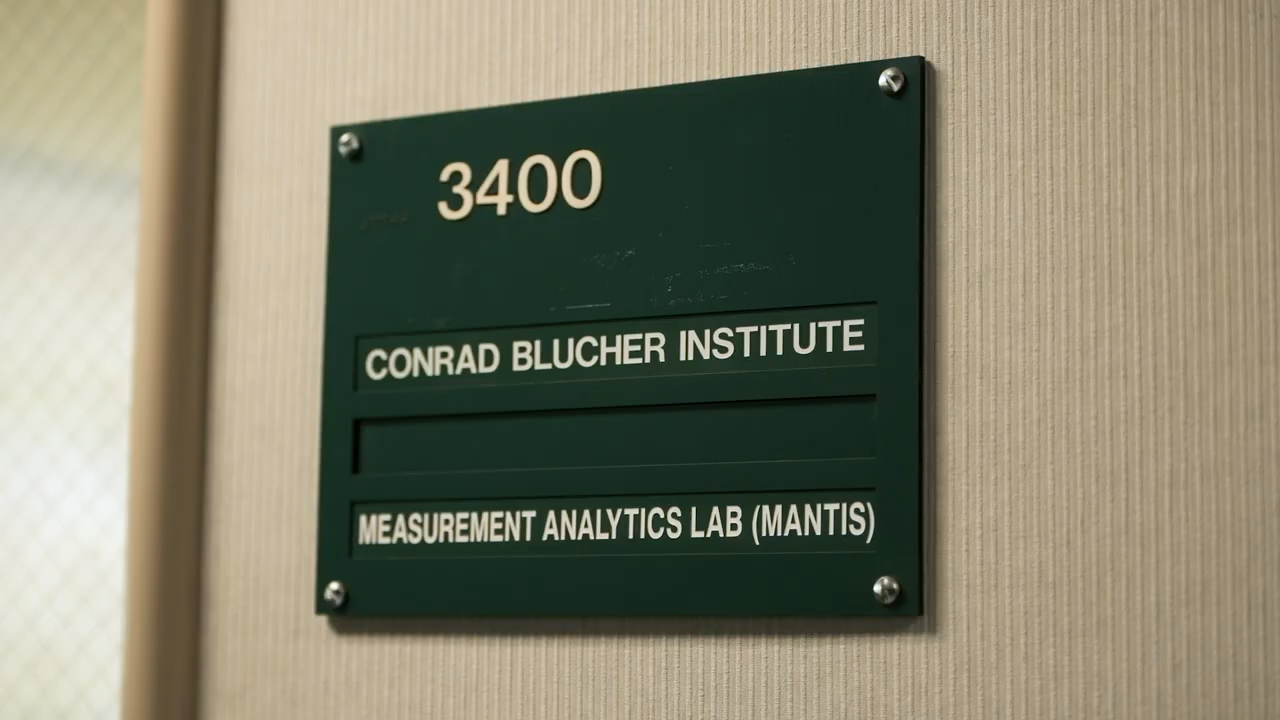 3400
CONRAD BLUCHER INSTITUTE
MEASUREMENT ANALYTICS LAB (MANTIS)